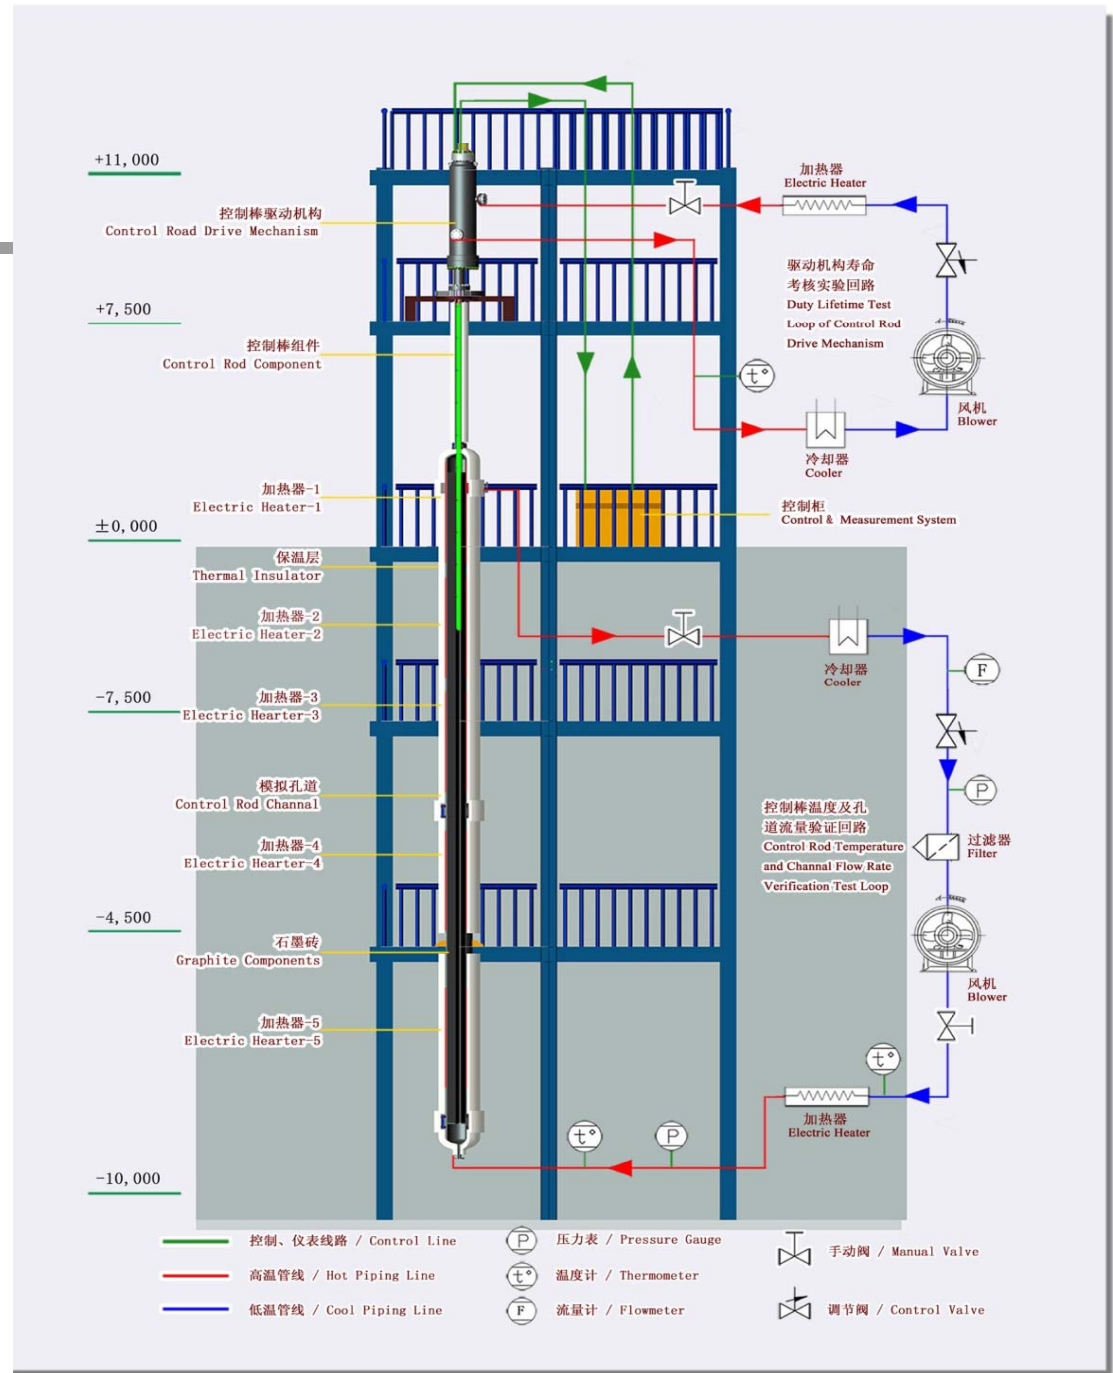 +11,000
控制棒驱动机构
Control Road Drive Mechanism
+7,500
控制棒组件
Control Rod Component
加热器-1
Electric Heater-1
±0,000
保温层
Thermal Insulator
加热器-2
Electric Heater-2
-7,500
加热器-3
Electric Hearter-3
模拟孔道
Control Rod Channal
加热器-4
Electric Hearter-4
-4,500
石墨砖
Graphite Components
加热器-5
Electric Hearter-5
-10,000
加热器
Electric Heater
驱动机构寿命
考核实验回路
Duty Lifetime Test
Loop of Control Rod
Drive Mechanism
t°
风机
Blower
冷却器
Cooler
控制柜
Control & Measurement System
冷却器
Cooler
F
P
控制棒温度及孔
道流量验证回路
Control Rod Temperature
and Channal Flow Rate
Verification Test Loop
过滤器
Filter
风机
Blower
t°
加热器
Electric Heater
t°
P
控制、仪表线路 / Control Line
高温管线 / Hot Piping Line
低温管线 / Cool Piping Line
P 压力表 / Pressure Gauge
t° 温度计 / Thermometer
F 流量计 / Flowmeter
手动阀 / Manual Valve
调节阀 / Control Valve